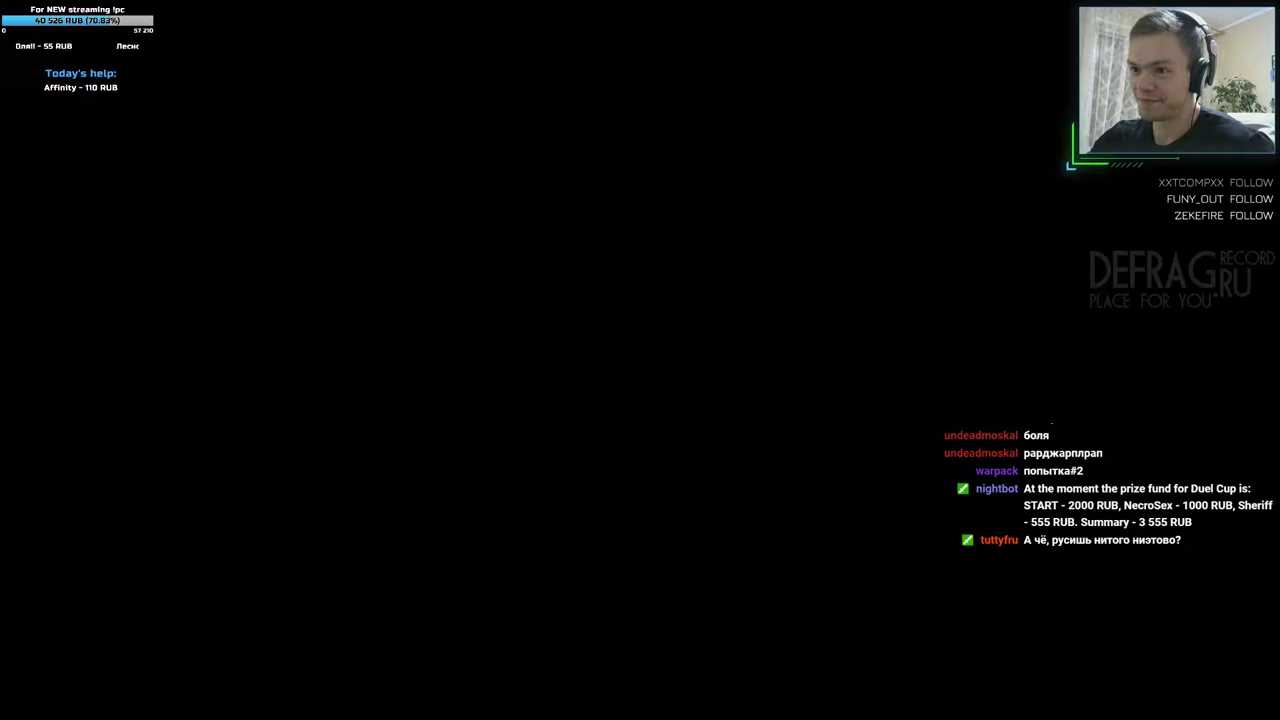 For NEW streaming !pc
40 526 RUB (70.83%)
0 57 210
Оля!! - 55 RUB Лесно
Today's help:
Affinity - 110 RUB
XXTCOMPXX FOLLOW
FUNY_OUT FOLLOW
ZEKEFIRE FOLLOW
DEFRAG.RU RECORD
PLACE FOR YOU
undeadmoskal боля
undeadmoskal рарджарплрап
warpack попытка#2
nightbot At the moment the prize fund for Duel Cup is:
START - 2000 RUB, NecroSex - 1000 RUB, Sheriff
- 555 RUB. Summary - 3 555 RUB
tuttyfru А чё, русишь нитого ниэтово?